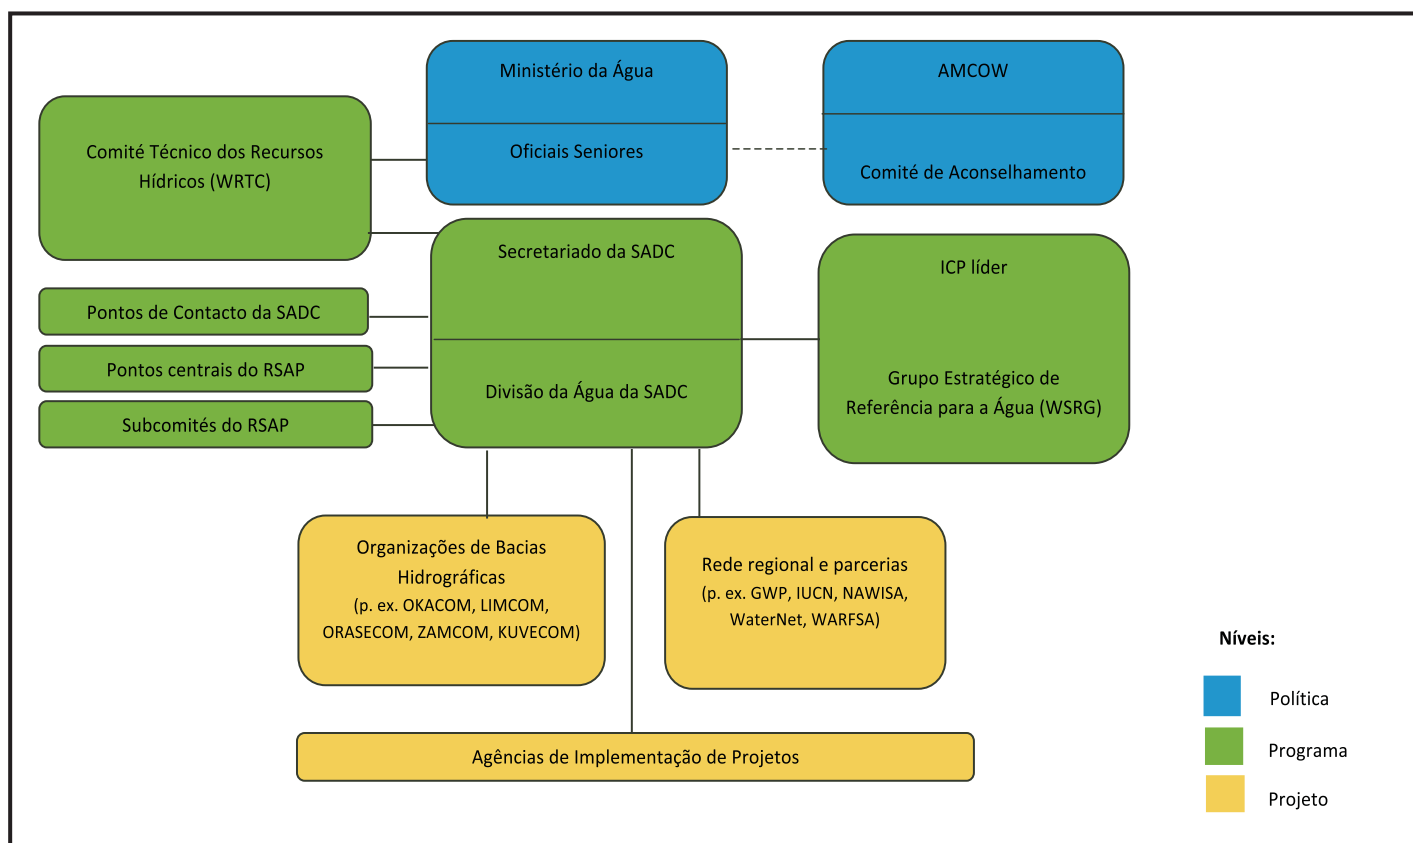 Ministério da Água
Oficiais Seniores
AMCOW
Comité de Aconselhamento
Comité Técnico dos Recursos
Hídricos (WRTC)
Secretariado da SADC
Divisão da Água da SADC
ICP líder
Grupo Estratégico de
Referência para a Água (WSRG)
Pontos de Contacto da SADC
Pontos centrais do RSAP
Subcomités do RSAP
Organizações de Bacias
Hidrográficas
(p. ex. OKACOM, LIMCOM,
ORASECOM, ZAMCOM, KUVECOM)
Rede regional e parcerias
(p. ex. GWP, IUCN, NAWISA,
WaterNet, WARFSA)
Agências de Implementação de Projetos
Níveis:
Política
Programa
Projeto